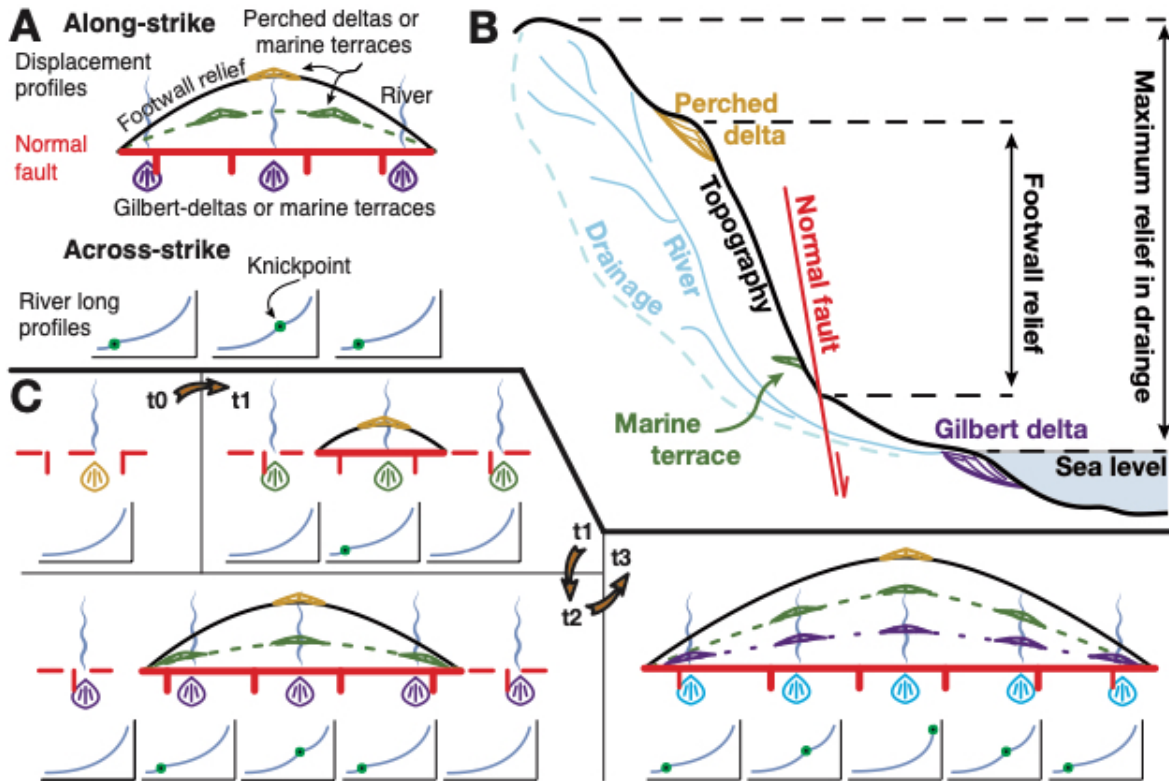 A
Along-strike
Perched deltas or
marine terraces
Displacement
profiles
Footwall relief
River
Normal
fault
Gilbert-deltas or marine terraces
Across-strike
Knickpoint
River long
profiles
B
Perched
delta
Topography
River
Drainage
Normal fault
Marine
terrace
Gilbert delta
Sea level
Footwall relief
Maximum relief in drainge
C
t0
t1
t1
t2
t3